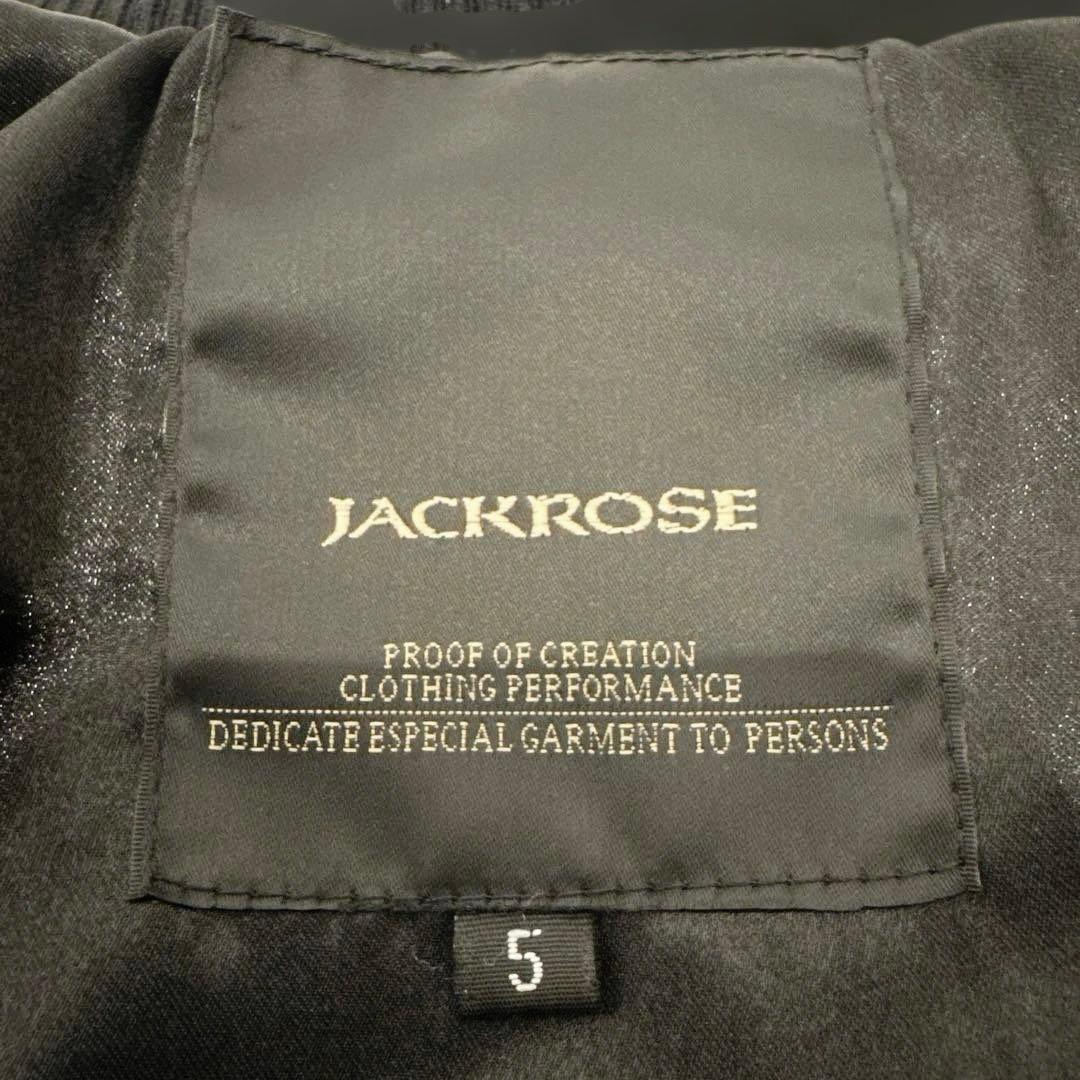 JACKROSE
PROOF OF CREATION
CLOTHING PERFORMANCE
DEDICATE ESPECIAL GARMENT TO PERSONS
5